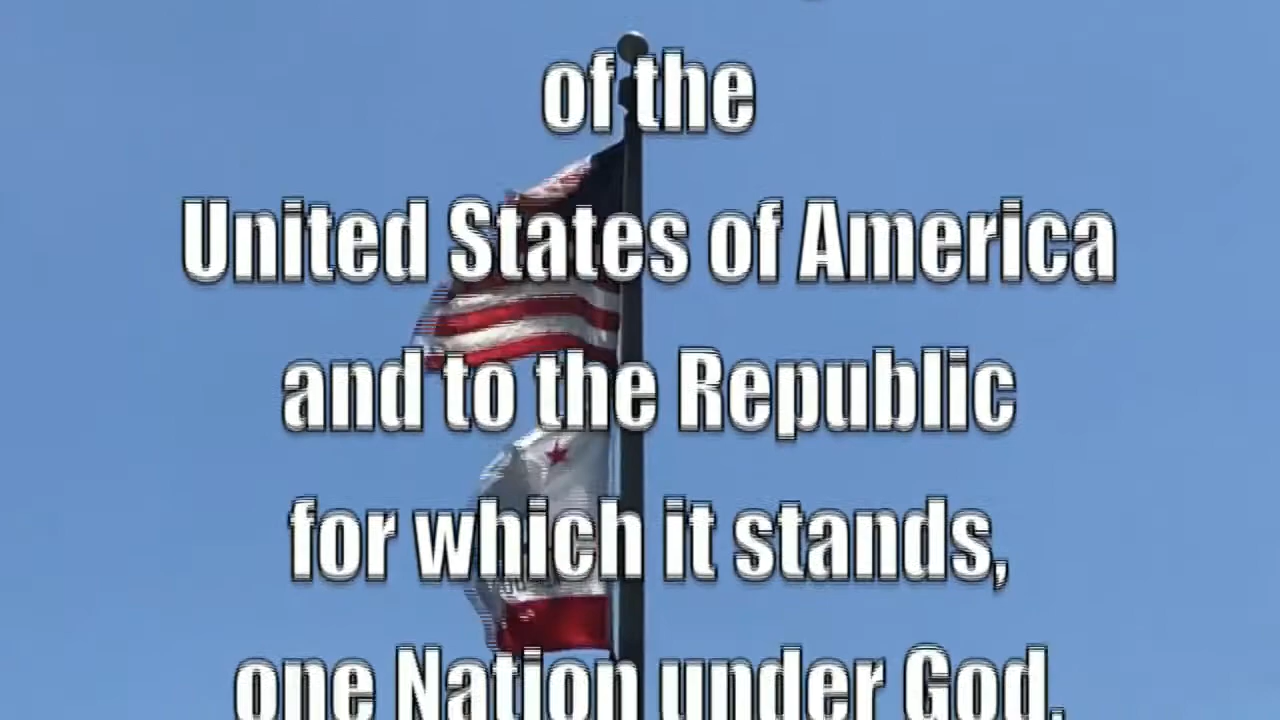 of the
United States of America
and to the Republic
for which it stands,
one Nation under God,